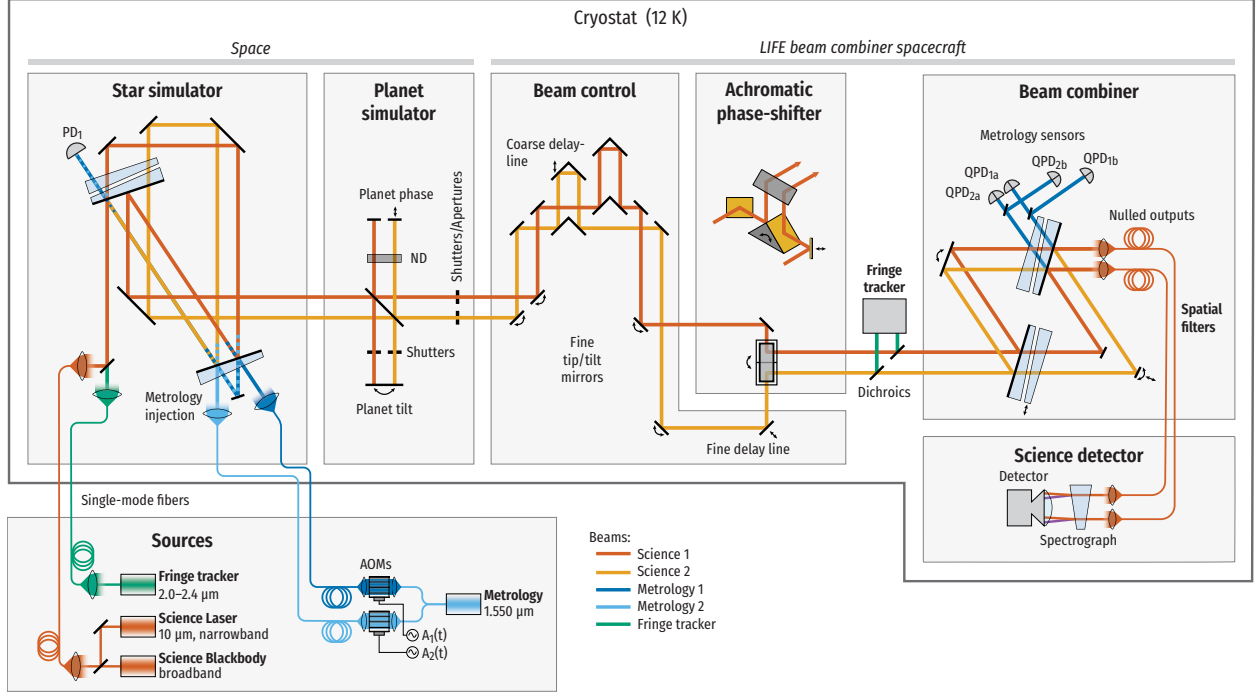 Cryostat (12 K)
Space
LIFE beam combiner spacecraft
Star simulator
PD1
Metrology
injection
Planet
simulator
Planet phase
ND
Shutters
Planet tilt
Shutters/Apertures
Beam control
Coarse delay-
line
Fine
tip/tilt
mirrors
Fine delay line
Achromatic
phase-shifter
Fringe
tracker
Dichroics
Beam combiner
Metrology sensors
QPD2b
QPD1b
QPD1a
QPD2a
Nulled outputs
Spatial
filters
Science detector
Detector
Spectrograph
Single-mode fibers
Sources
Fringe tracker
2.0–2.4 μm
Science Laser
10 μm, narrowband
Science Blackbody
broadband
AOMs
Metrology
1.550 μm
A1(t)
A2(t)
Beams:
Science 1
Science 2
Metrology 1
Metrology 2
Fringe tracker